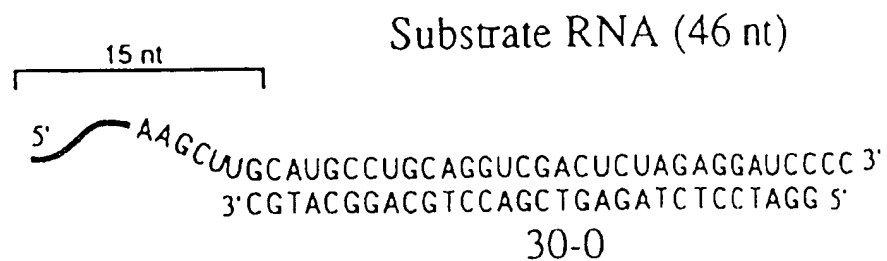 Substrate RNA (46 nt)
15 nt
5' AAGCUUGCAUGCCUGCAGGUCGACUCUAGAGGAUCCCC 3'
3'CGTACGGACGTCCAGCTGAGATCTCCTAGG 5'
30-0